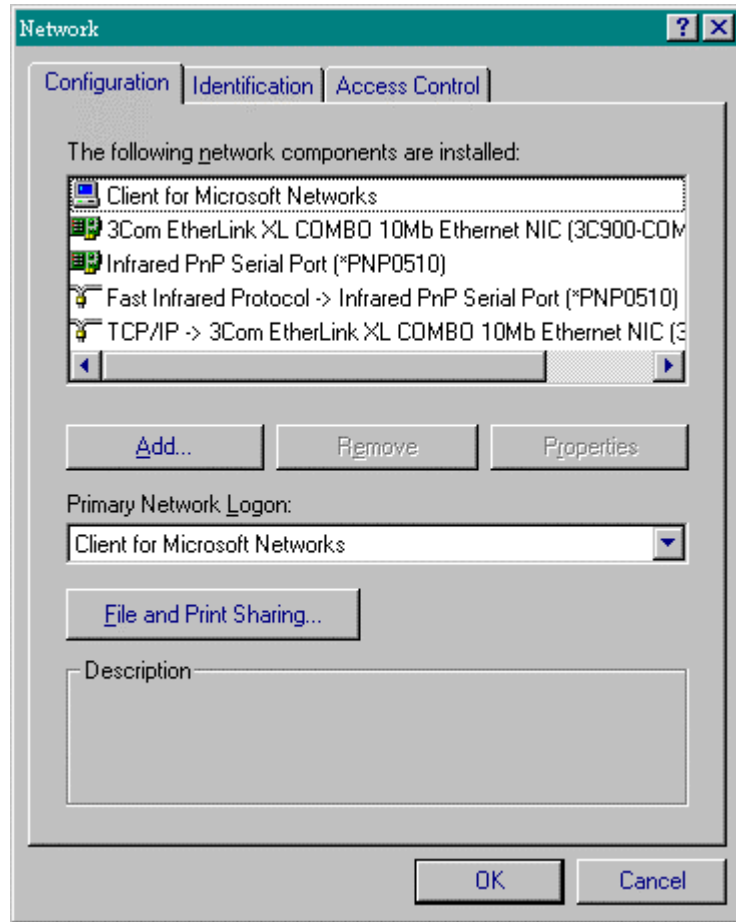 Network
Configuration Identification Access Control
The following network components are installed:
Client for Microsoft Networks
3Com EtherLink XL COMBO 10Mb Ethernet NIC (3C900-COM
Infrared PnP Serial Port (*PNP0510)
Fast Infrared Protocol -> Infrared PnP Serial Port (*PNP0510)
TCP/IP -> 3Com EtherLink XL COMBO 10Mb Ethernet NIC (3
Add... Remove Properties
Primary Network Logon:
Client for Microsoft Networks
File and Print Sharing...
Description
OK Cancel